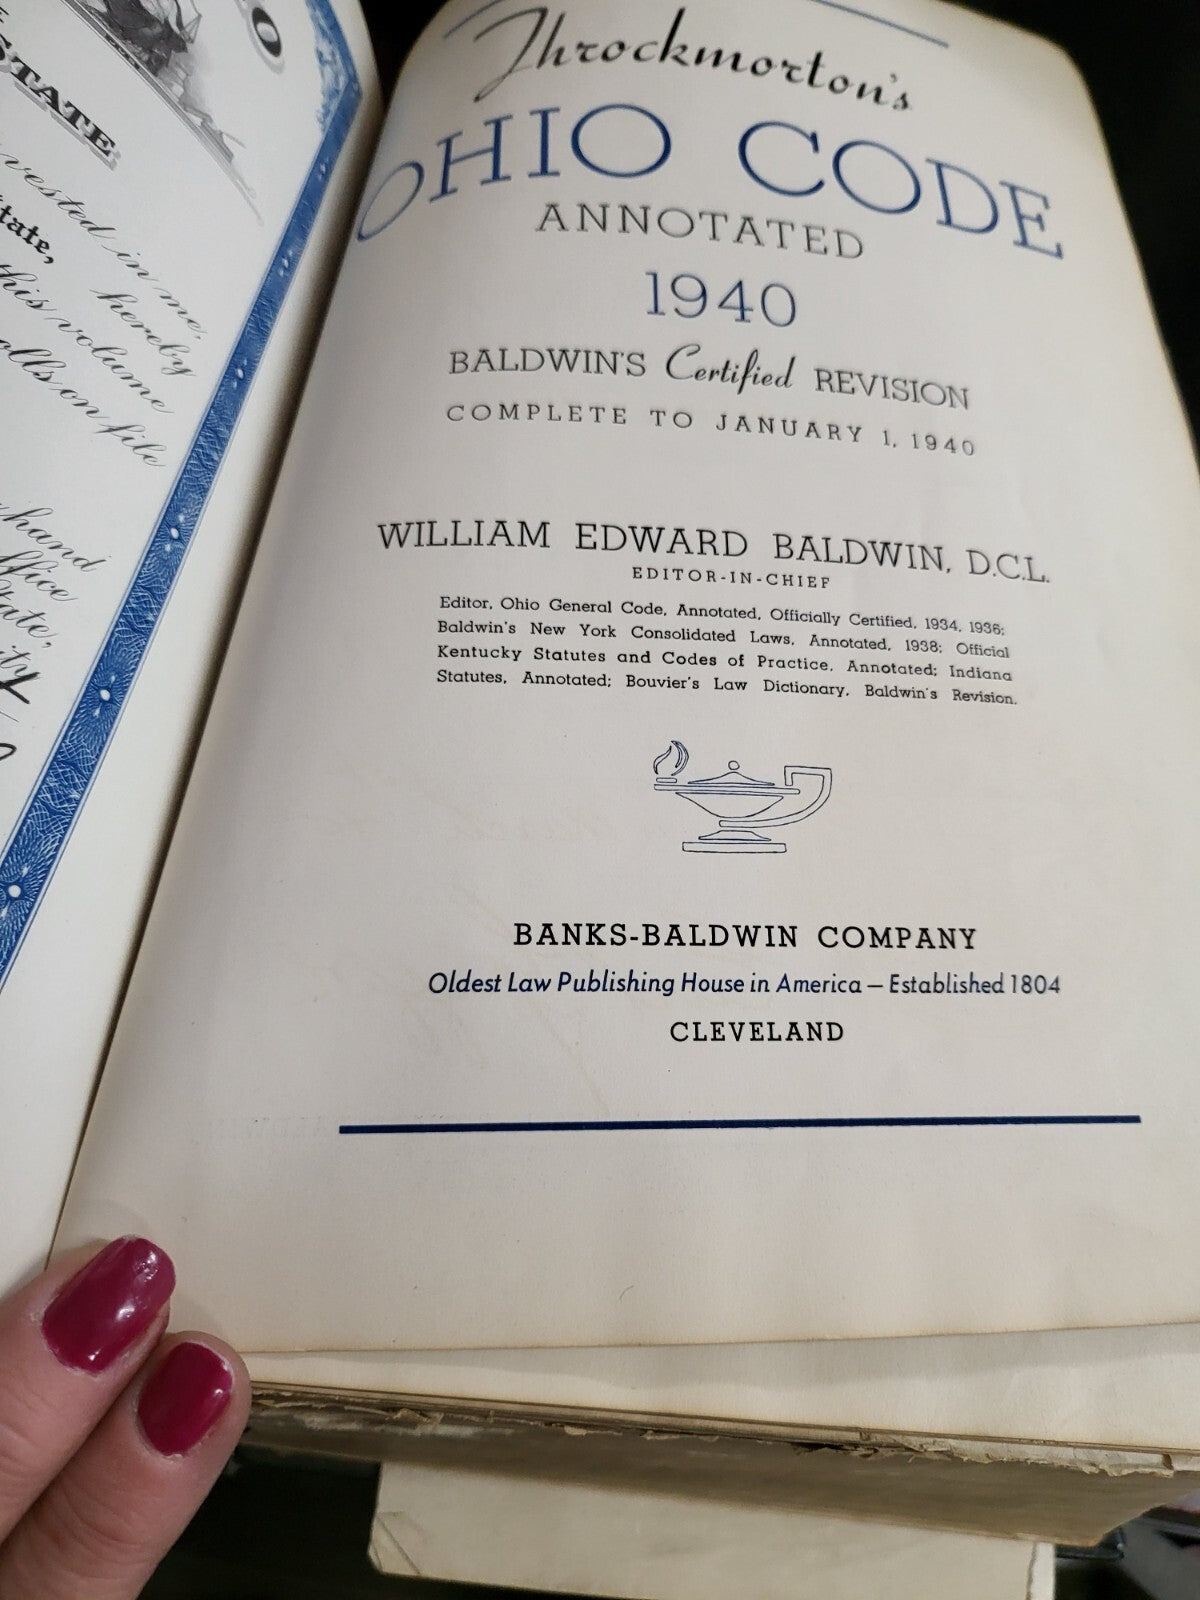 O
STATE
vested in me,
State, hereby
this volume
rolls on file
hand
office
State,
Throckmorton's
OHIO CODE
ANNOTATED
1940
BALDWIN'S Certified REVISION
COMPLETE TO JANUARY 1, 1940
WILLIAM EDWARD BALDWIN, D.C.L.
EDITOR-IN-CHIEF
Editor, Ohio General Code, Annotated, Officially Certified, 1934, 1936;
Baldwin's New York Consolidated Laws, Annotated, 1938; Official
Kentucky Statutes and Codes of Practice, Annotated; Indiana
Statutes, Annotated; Bouvier's Law Dictionary, Baldwin's Revision.
BANKS-BALDWIN COMPANY
Oldest Law Publishing House in America — Established 1804
CLEVELAND